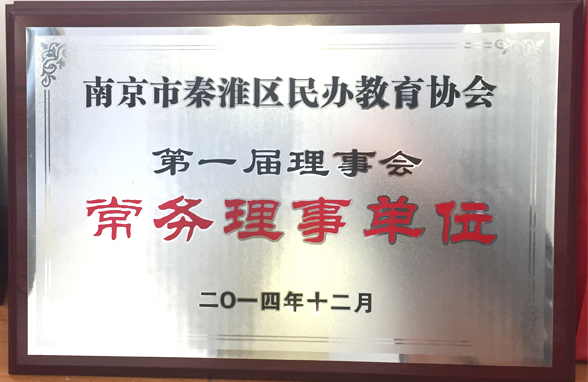 南京市秦淮区民办教育协会
第一届理事会
常务理事单位
二〇一四年十二月